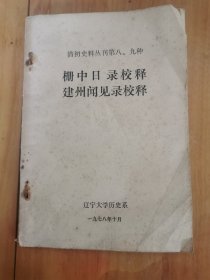 清初史料丛刊第八、九种
栅中日录校释
建州闻见录校释
辽宁大学历史系
一九七八年十月